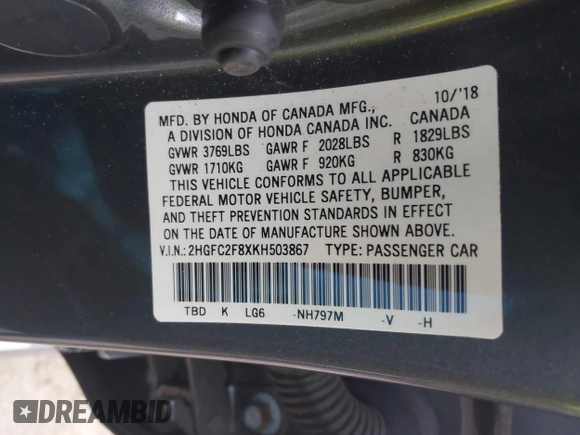 MFD. BY HONDA OF CANADA MFG., 10/'18
A DIVISION OF HONDA CANADA INC. CANADA
GVWR 3769LBS GAWR F 2028LBS R 1829LBS
GVWR 1710KG GAWR F 920KG R 830KG
THIS VEHICLE CONFORMS TO ALL APPLICABLE
FEDERAL MOTOR VEHICLE SAFETY, BUMPER,
AND THEFT PREVENTION STANDARDS IN EFFECT
ON THE DATE OF MANUFACTURE SHOWN ABOVE.
V.I.N.: 2HGFC2F8XKH503867 TYPE: PASSENGER CAR
TBD K LG6 -NH797M -V -H
DREAMBID